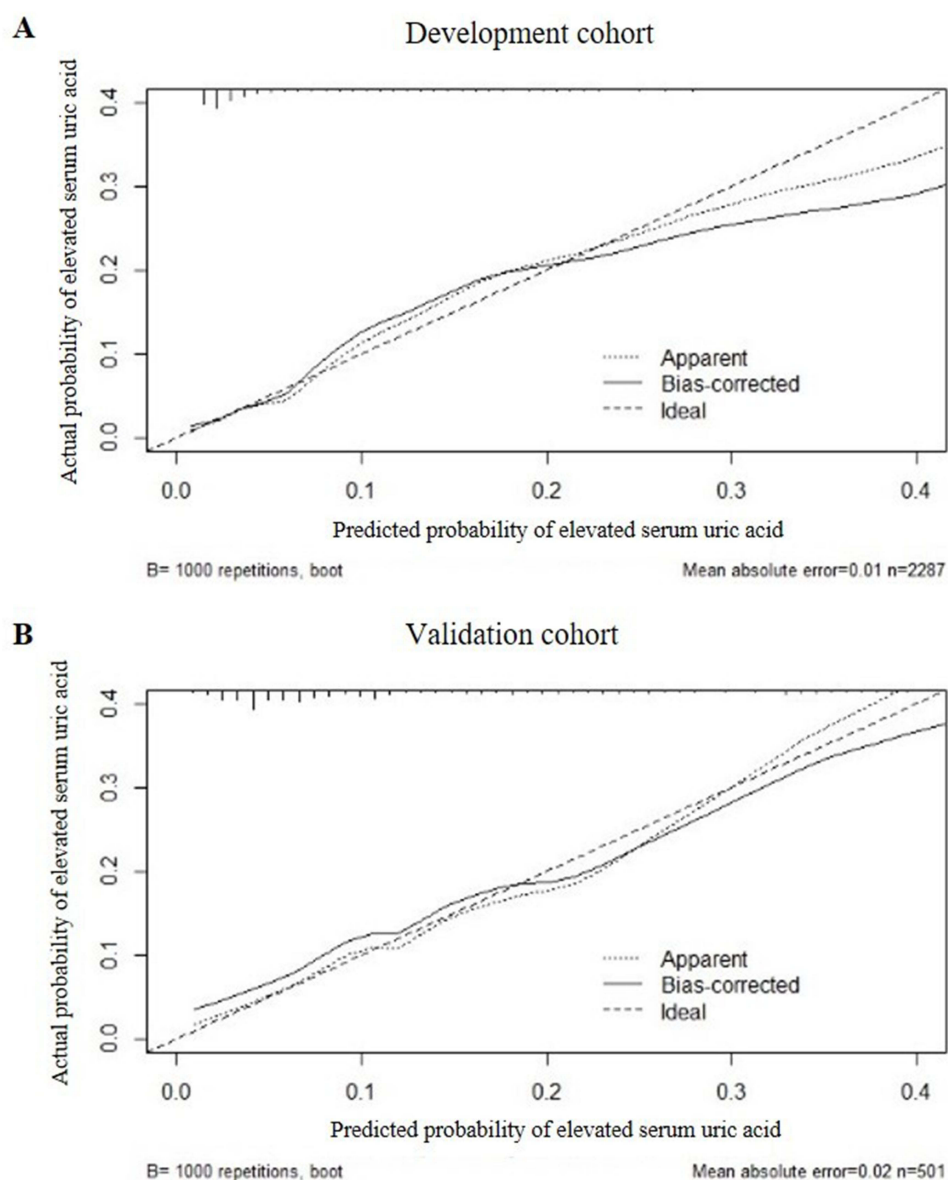 A
Development cohort
Actual probability of elevated serum uric acid
0.4
0.3
0.2
0.1
0.0
Apparent
Bias-corrected
Ideal
0.0 0.1 0.2 0.3 0.4
Predicted probability of elevated serum uric acid
B= 1000 repetitions, boot Mean absolute error=0.01 n=2287
B
Validation cohort
Actual probability of elevated serum uric acid
0.4
0.3
0.2
0.1
0.0
Apparent
Bias-corrected
Ideal
0.0 0.1 0.2 0.3 0.4
Predicted probability of elevated serum uric acid
B= 1000 repetitions, boot Mean absolute error=0.02 n=501